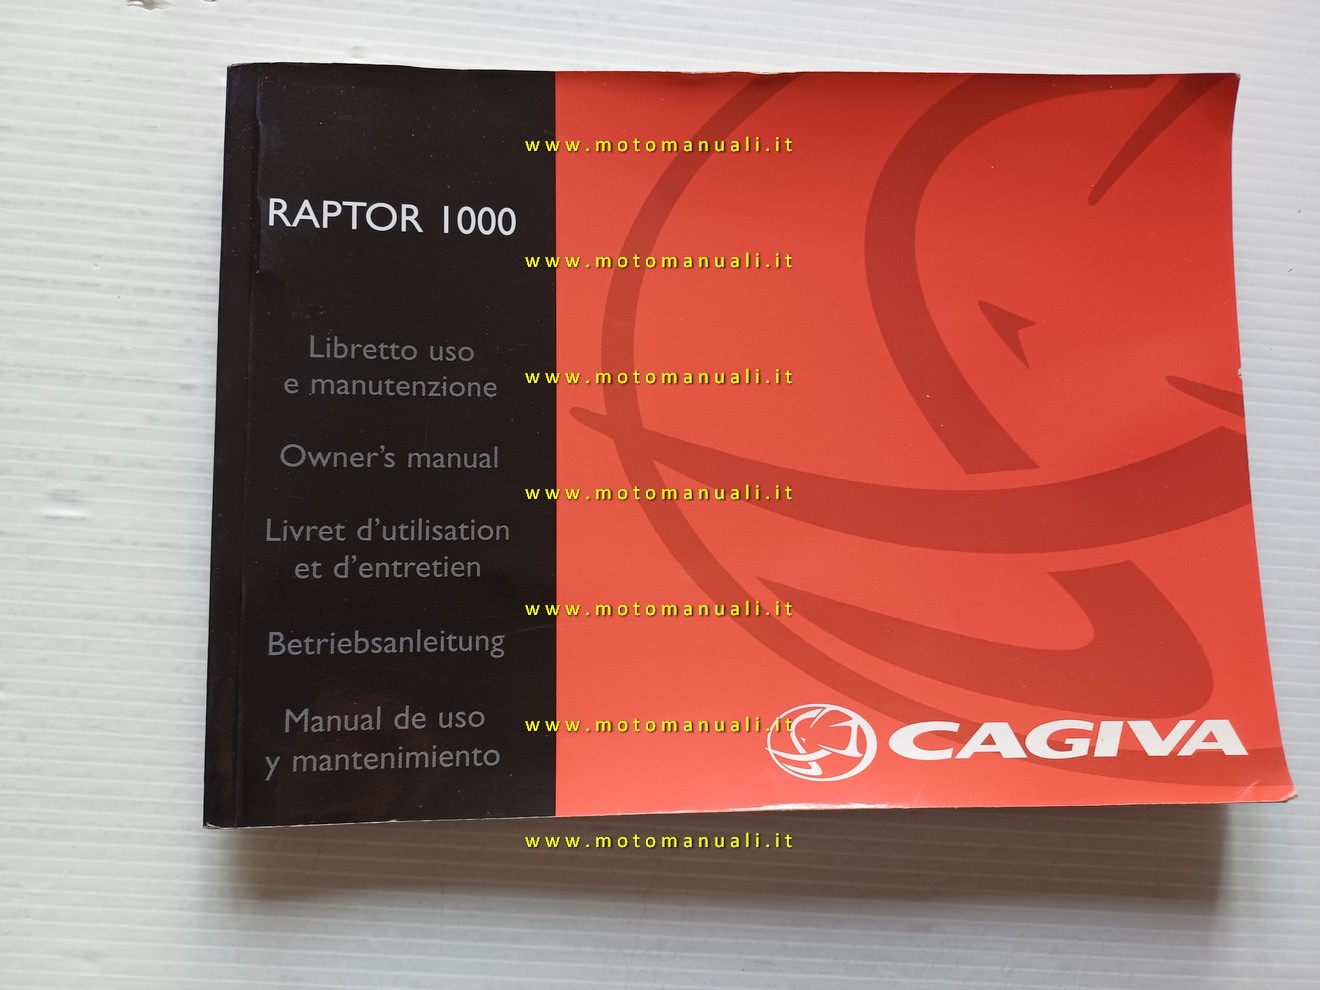 www.motomanuali.it
RAPTOR 1000
www.motomanuali.it
Libretto uso
e manutenzione
www.motomanuali.it
Owner's manual
www.motomanuali.it
Livret d'utilisation
et d'entretien
www.motomanuali.it
Betriebsanleitung
Manual de uso
y mantenimiento
www.motomanuali.it
CAGIVA
www.motomanuali.it